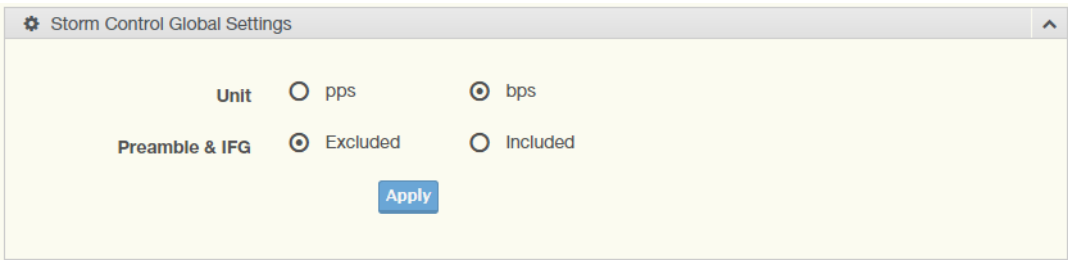 Storm Control Global Settings
Unit pps bps
Preamble & IFG Excluded Included
Apply